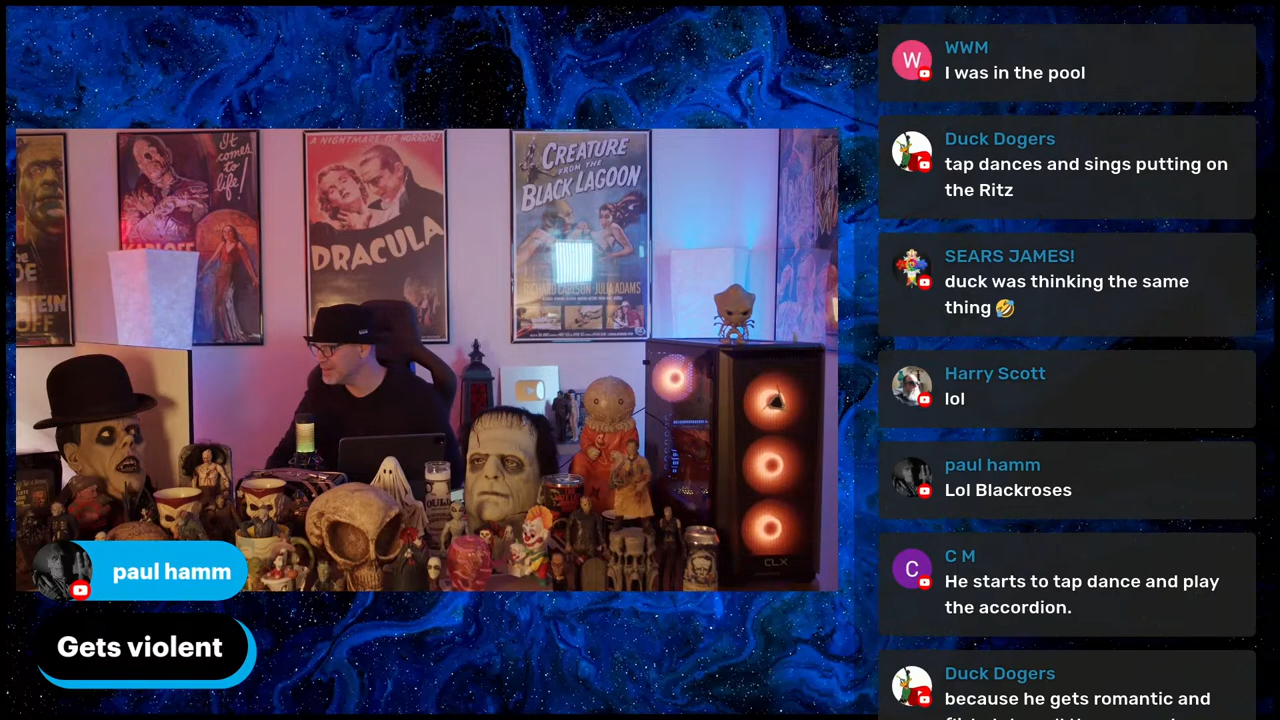 It
comes
to
life!
KARLOFF
A NIGHTMARE OF HORROR!
DRACULA
CREATURE
FROM THE
BLACK LAGOON
RICHARD CARLSON · JULIA ADAMS
CLX
paul hamm
Gets violent
W
WWM
I was in the pool
Duck Dogers
tap dances and sings putting on
the Ritz
SEARS JAMES!
duck was thinking the same
thing 🤣
Harry Scott
lol
paul hamm
Lol Blackroses
C
C M
He starts to tap dance and play
the accordion.
Duck Dogers
because he gets romantic and